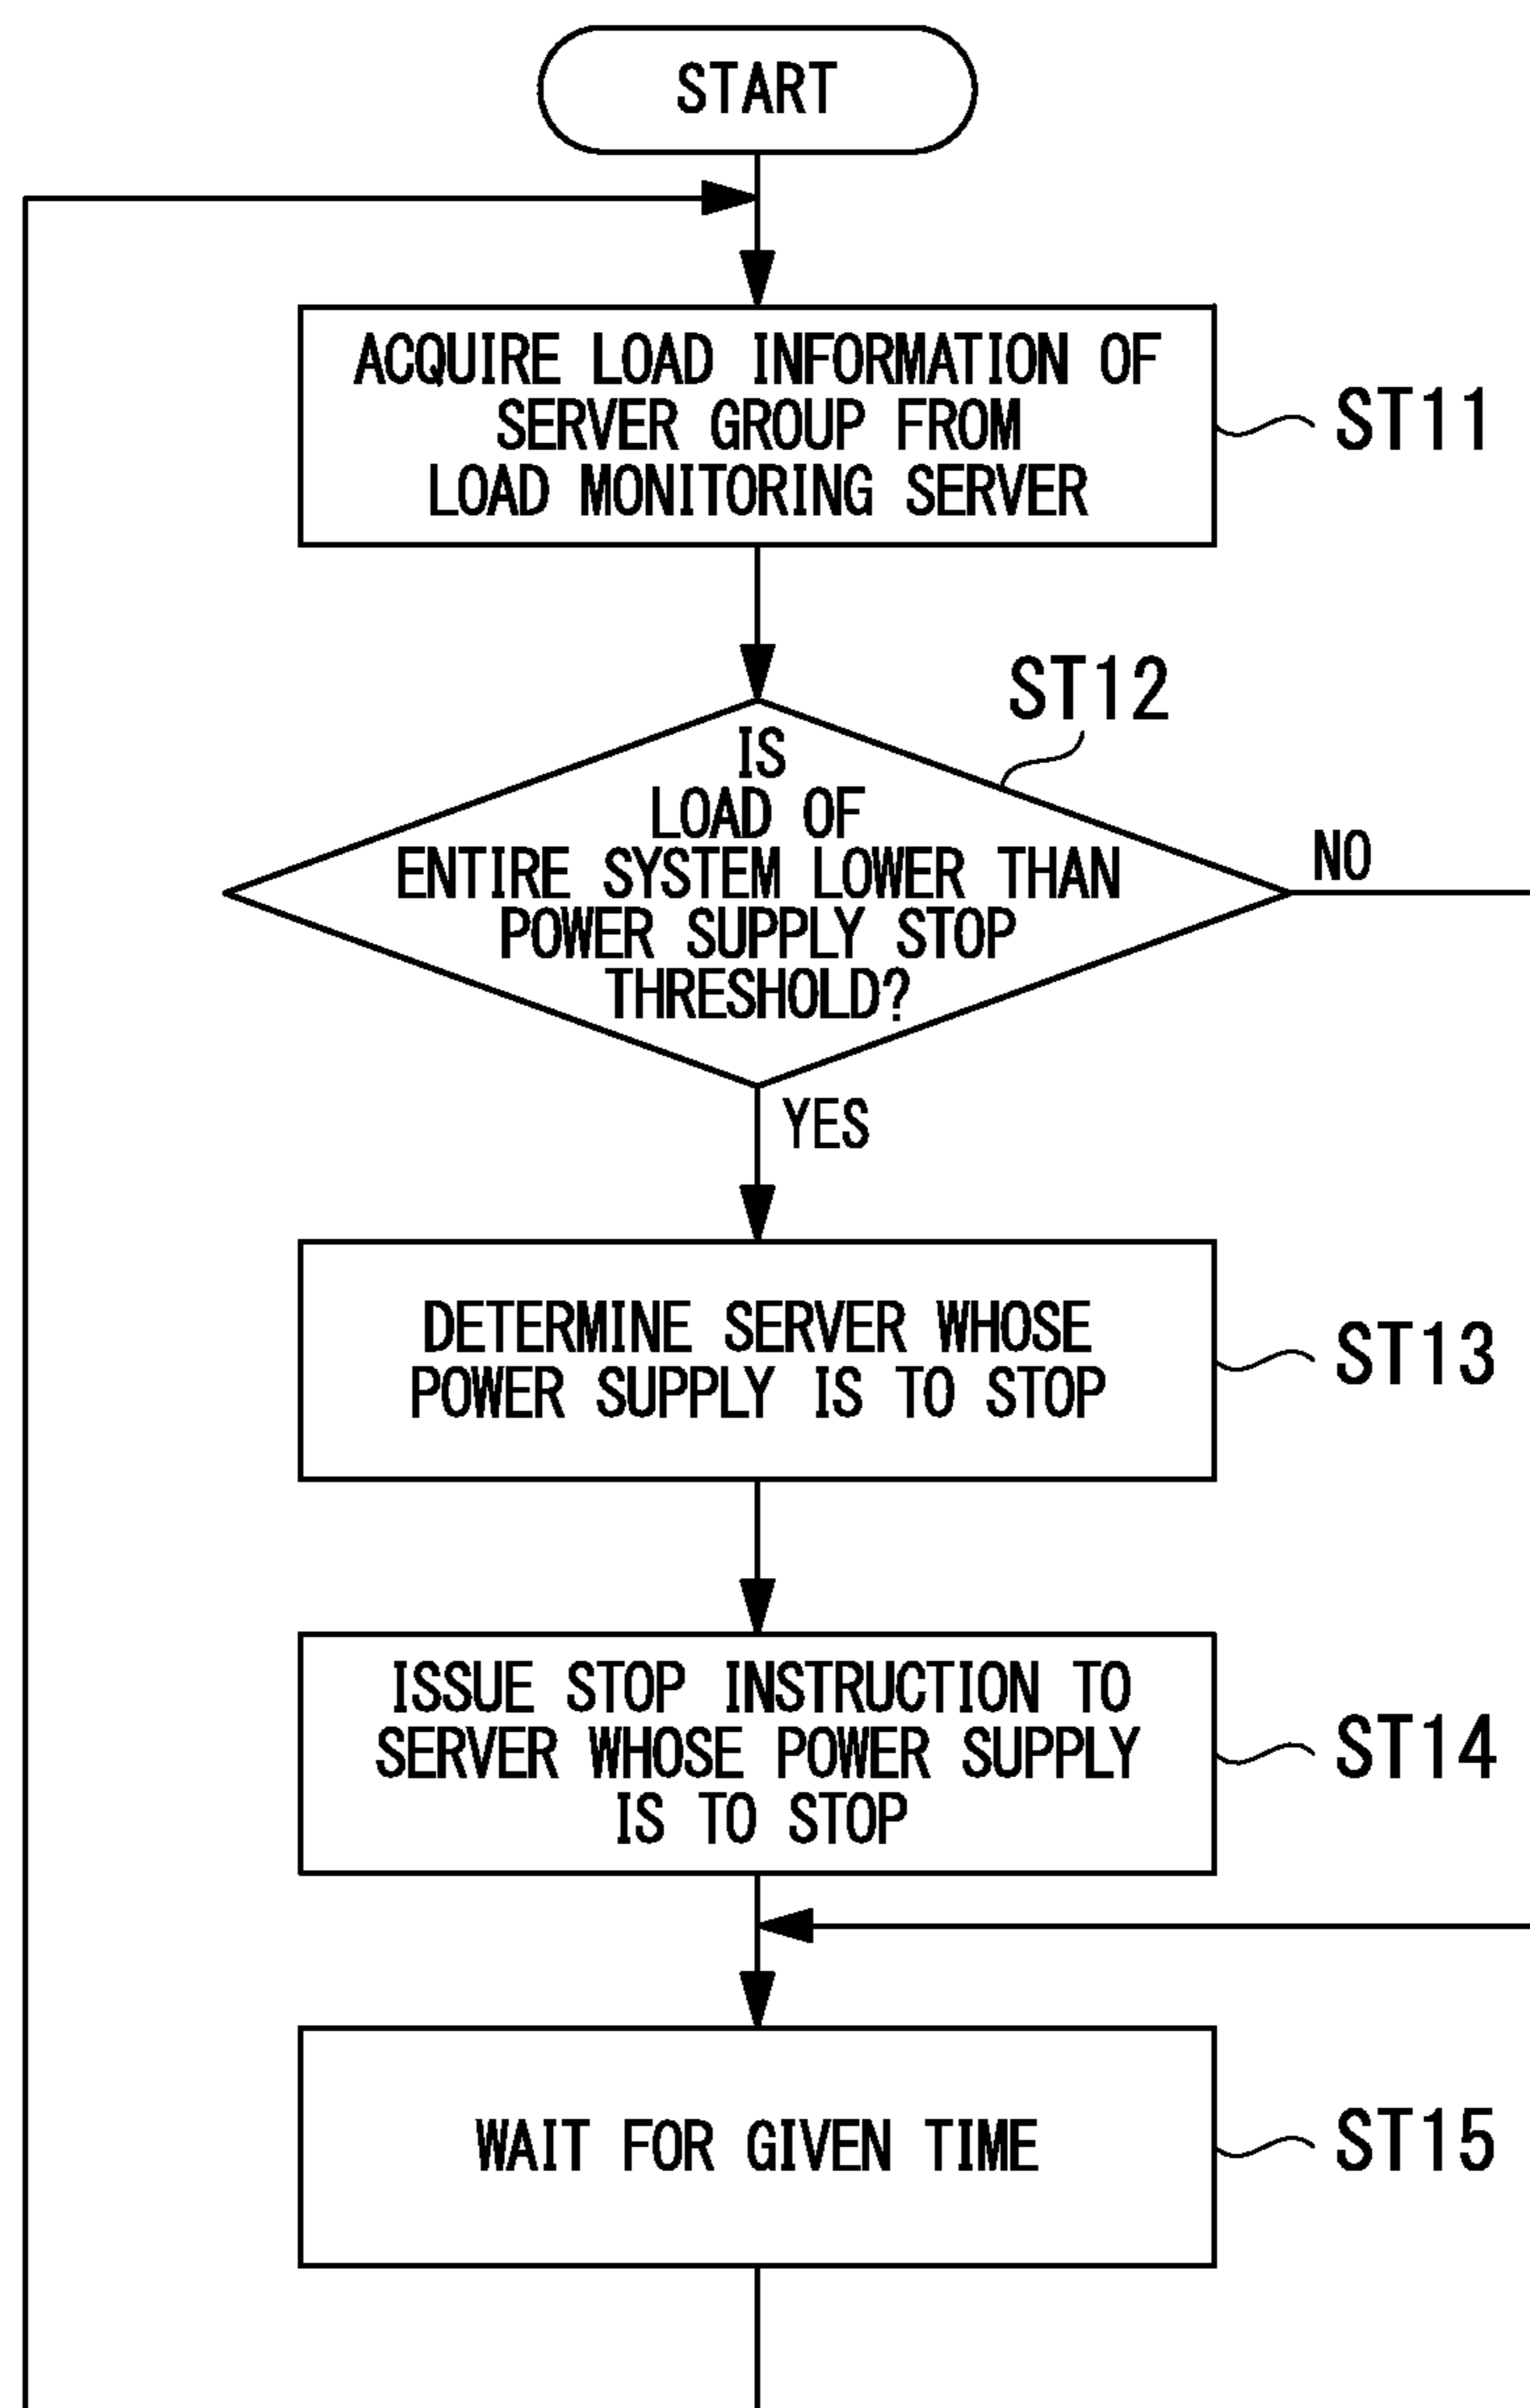 START
ACQUIRE LOAD INFORMATION OF
SERVER GROUP FROM
LOAD MONITORING SERVER
ST11
ST12
IS
LOAD OF
ENTIRE SYSTEM LOWER THAN
POWER SUPPLY STOP
THRESHOLD?
NO
YES
DETERMINE SERVER WHOSE
POWER SUPPLY IS TO STOP
ST13
ISSUE STOP INSTRUCTION TO
SERVER WHOSE POWER SUPPLY
IS TO STOP
ST14
WAIT FOR GIVEN TIME
ST15